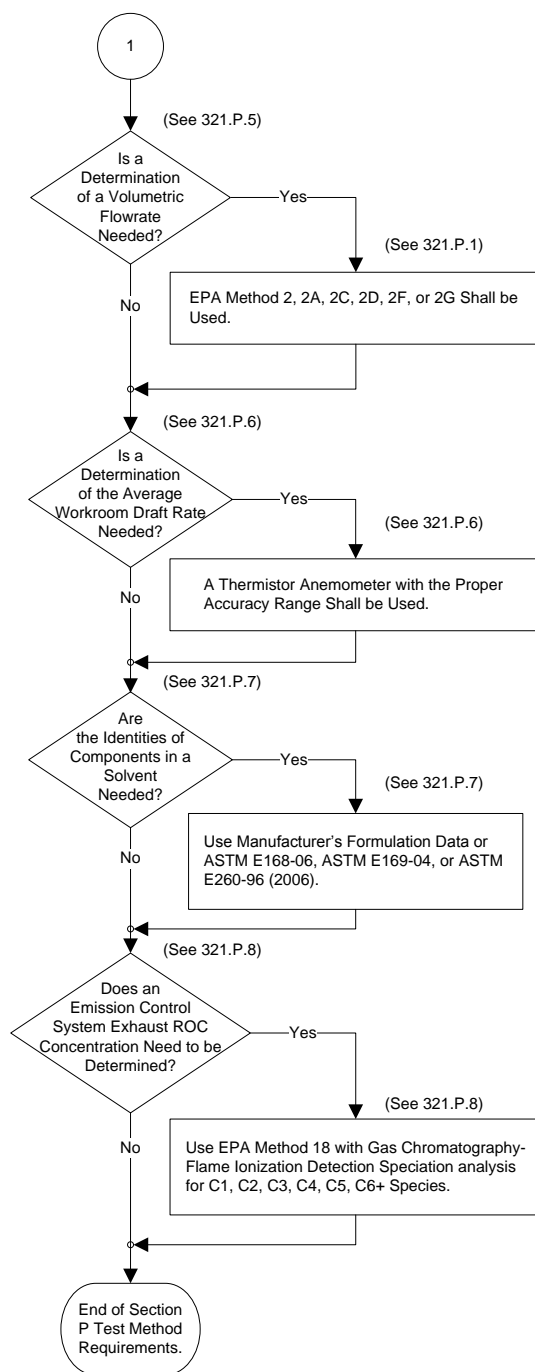 1
(See 321.P.5)
Is a
Determination
of a Volumetric
Flowrate
Needed?
Yes
(See 321.P.1)
EPA Method 2, 2A, 2C, 2D, 2F, or 2G Shall be
Used.
No
(See 321.P.6)
Is a
Determination
of the Average
Workroom Draft Rate
Needed?
Yes
(See 321.P.6)
A Thermistor Anemometer with the Proper
Accuracy Range Shall be Used.
No
(See 321.P.7)
Are
the Identities of
Components in a
Solvent
Needed?
Yes
(See 321.P.7)
Use Manufacturer's Formulation Data or
ASTM E168-06, ASTM E169-04, or ASTM
E260-96 (2006).
No
(See 321.P.8)
Does an
Emission Control
System Exhaust ROC
Concentration Need to be
Determined?
Yes
(See 321.P.8)
Use EPA Method 18 with Gas Chromatography-
Flame Ionization Detection Speciation analysis
for C1, C2, C3, C4, C5, C6+ Species.
No
End of Section
P Test Method
Requirements.